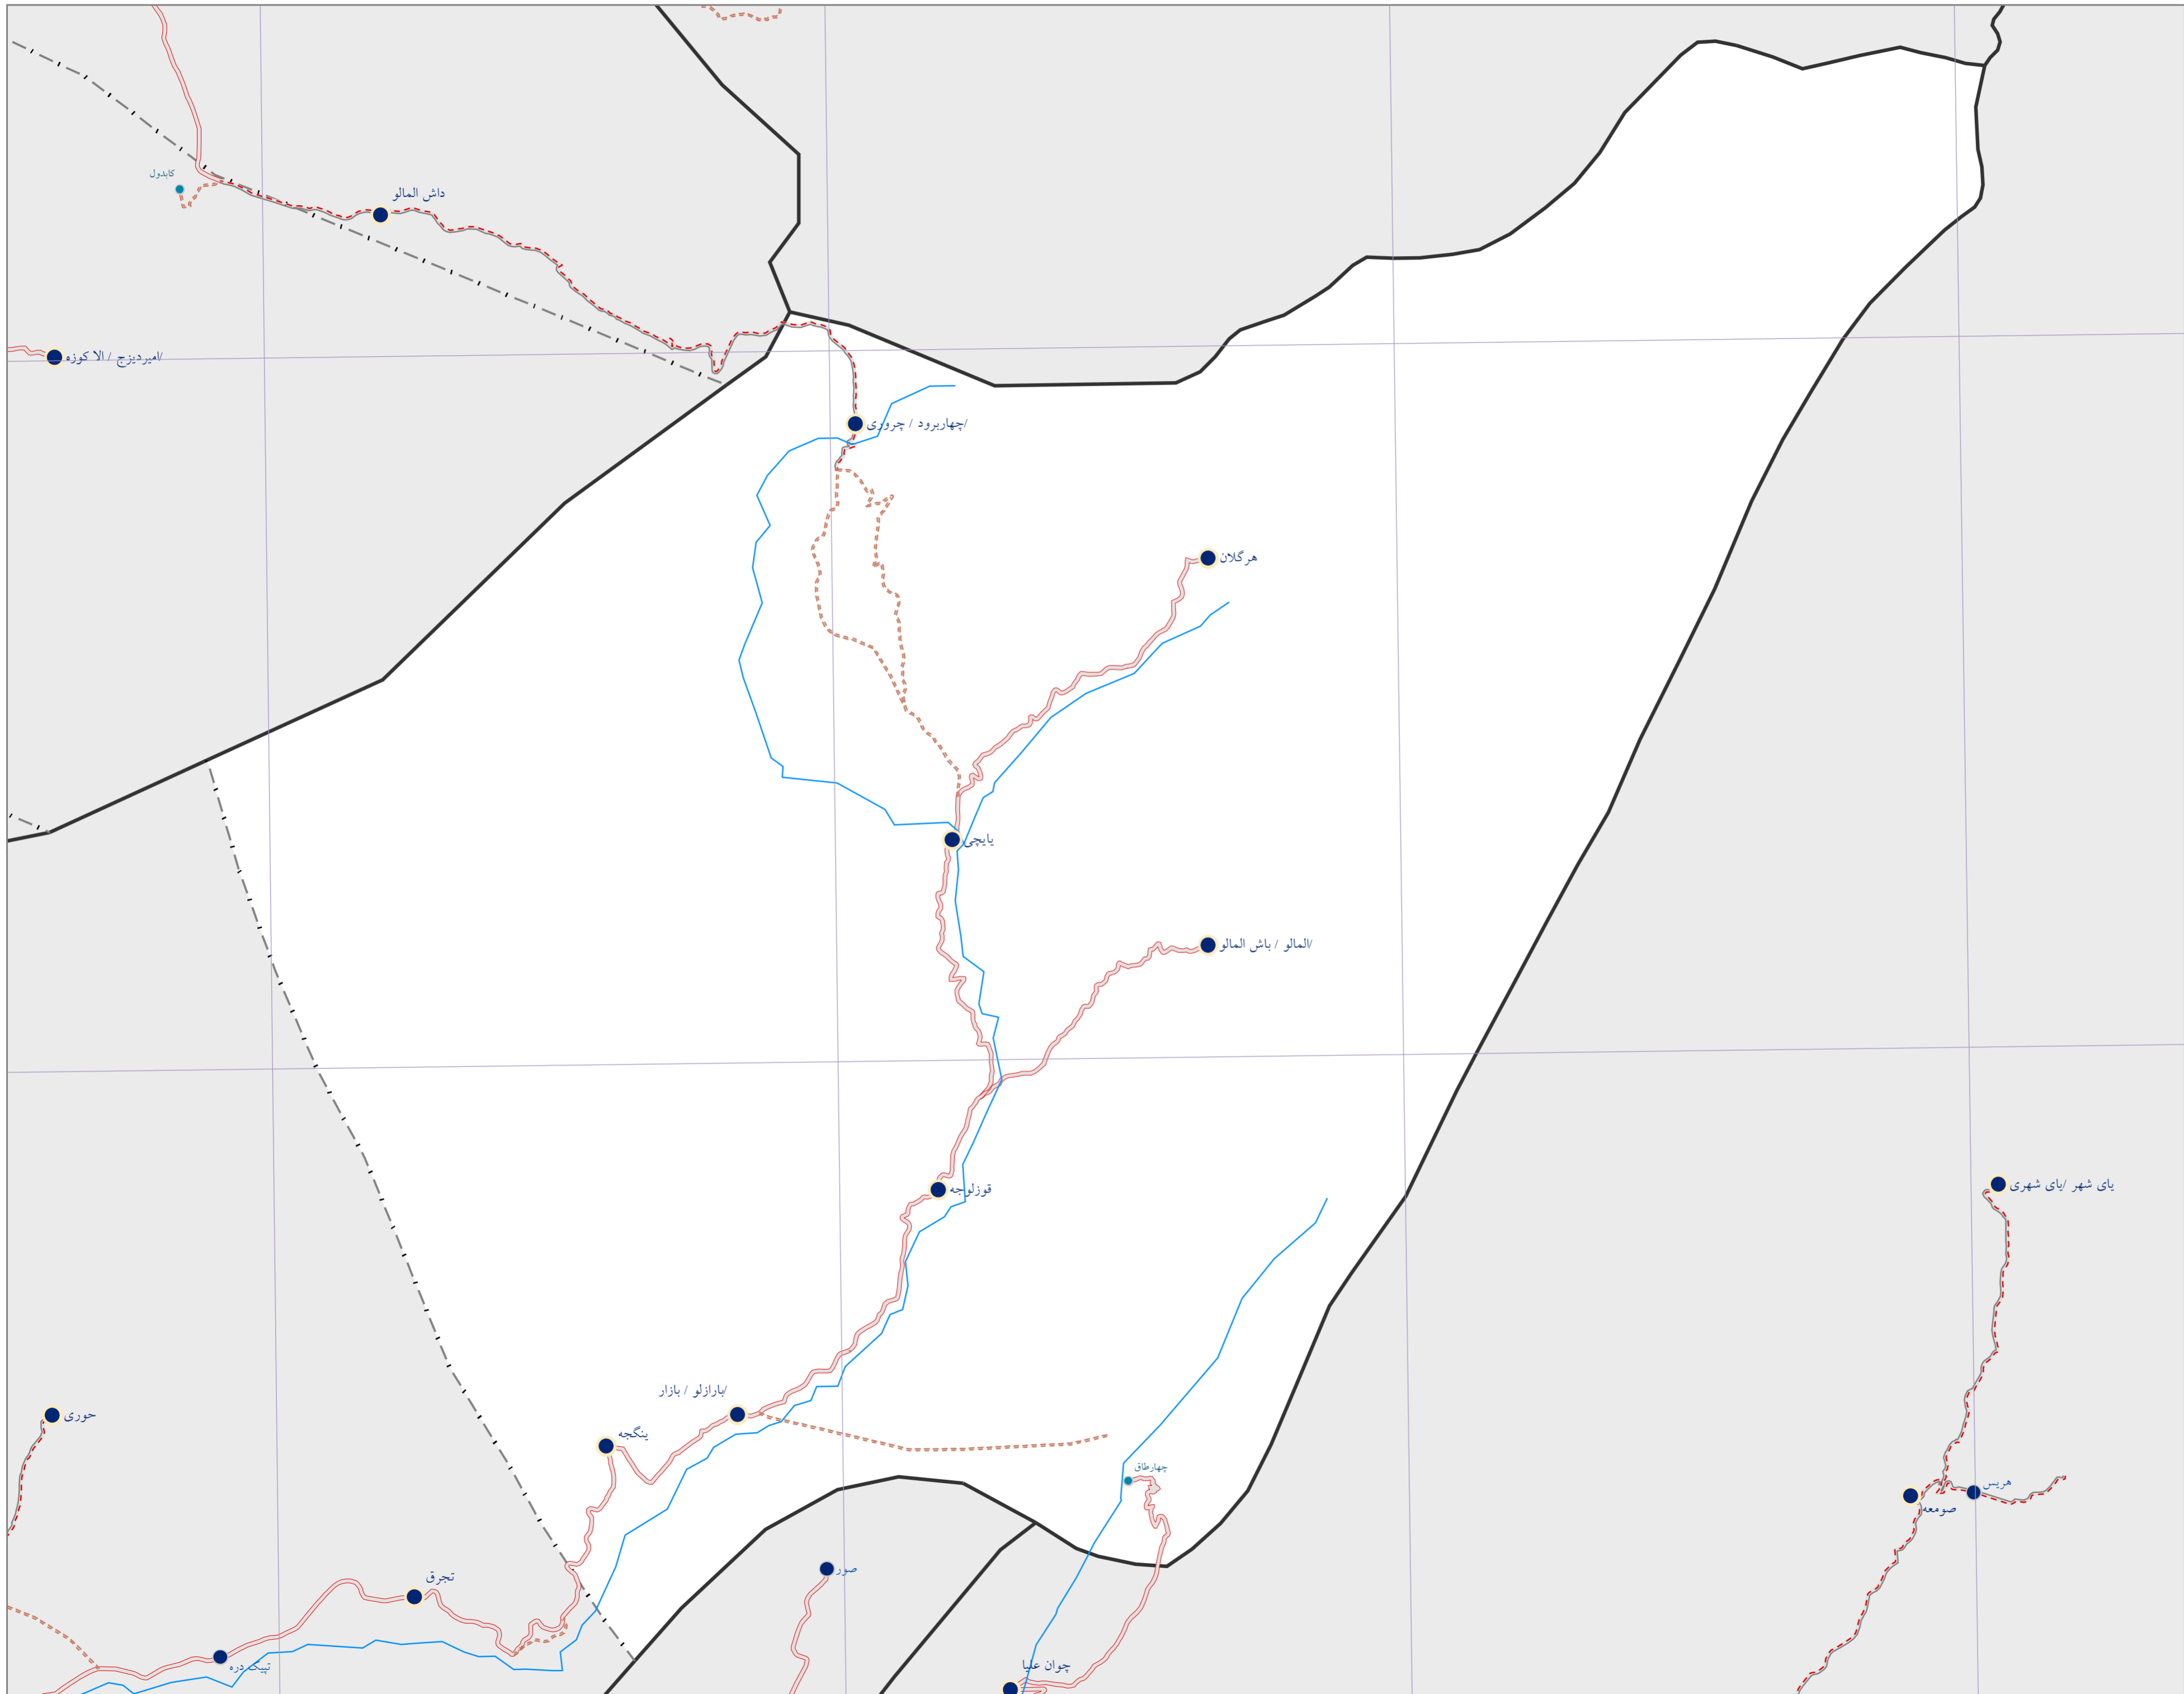 کابدول
داش المالو
امیردیزج / الا کوزه/
چهاربرود / چروری/
هرگلان
یایچی
المالو / باش المالو/
قوزلوجه
یای شهر /یای شهری
بارازلو / بازار/
حوری
ینگجه
چهارطاق
هریس
صومعه
صور
تجرق
تپیک دره
چوان علیا